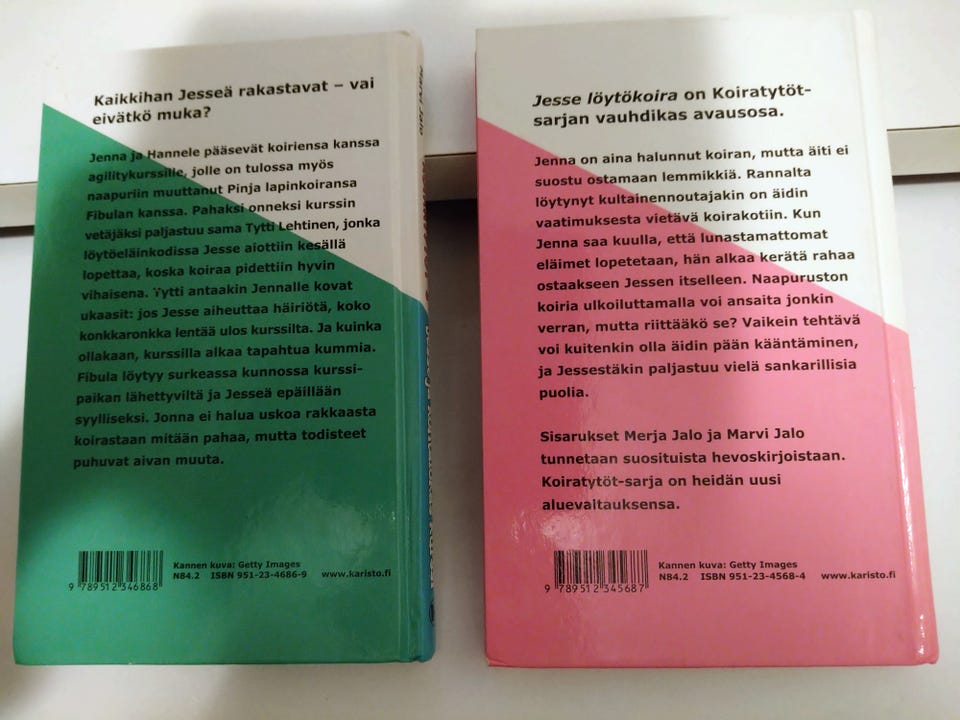 Kaikkihan Jesseä rakastavat – vai
eivätkö muka?
Jenna ja Hannele pääsevät koiriensa kanssa
agilitykurssille, jolle on tulossa myös
naapuriin muuttanut Pinja lapinkoiransa
Fibulan kanssa. Pahaksi onneksi kurssin
vetäjäksi paljastuu sama Tytti Lehtinen, jonka
löytöeläinkodissa Jesse aiottiin kesällä
lopettaa, koska koiraa pidettiin hyvin
vihaisena. Tytti antaakin Jennalle kovat
ukaasit: jos Jesse aiheuttaa häiriötä, koko
konkkaronkka lentää ulos kurssilta. Ja kuinka
ollakaan, kurssilla alkaa tapahtua kummia.
Fibula löytyy surkeassa kunnossa kurssi-
paikan lähettyviltä ja Jesseä epäillään
syylliseksi. Jonna ei halua uskoa rakkaasta
koirastaan mitään pahaa, mutta todisteet
puhuvat aivan muuta.
9 789512 346868
Kannen kuva: Getty Images
N84.2 ISBN 951-23-4686-9 www.karisto.fi
Jesse löytökoira on Koiratytöt-
sarjan vauhdikas avausosa.
Jenna on aina halunnut koiran, mutta äiti ei
suostu ostamaan lemmikkiä. Rannalta
löytynyt kultainennoutajakin on äidin
vaatimuksesta vietävä koirakotiin. Kun
Jenna saa kuulla, että lunastamattomat
eläimet lopetetaan, hän alkaa kerätä rahaa
ostaakseen Jessen itselleen. Naapuruston
koiria ulkoiluttamalla voi ansaita jonkin
verran, mutta riittääkö se? Vaikein tehtävä
voi kuitenkin olla äidin pään kääntäminen,
ja Jessestäkin paljastuu vielä sankarillisia
puolia.
Sisarukset Merja Jalo ja Marvi Jalo
tunnetaan suosituista hevoskirjoistaan.
Koiratytöt-sarja on heidän uusi
aluevaltauksensa.
9 789512 345687
Kannen kuva: Getty Images
N84.2 ISBN 951-23-4568-4 www.karisto.fi